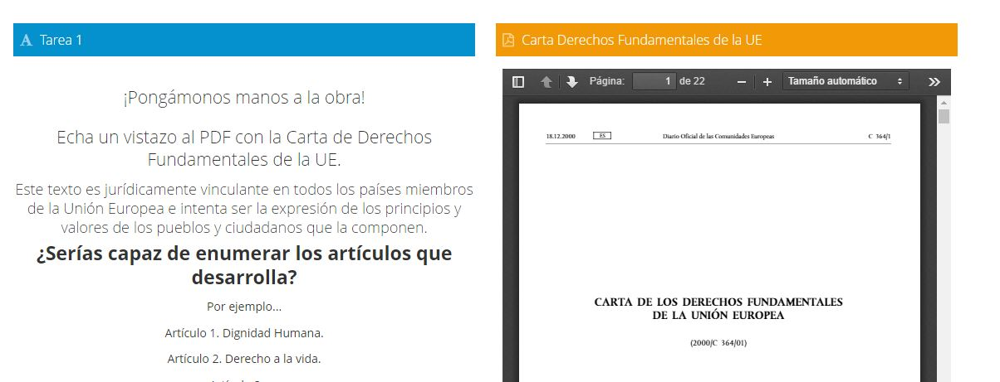 Tarea 1
¡Pongámonos manos a la obra!
Echa un vistazo al PDF con la Carta de Derechos
Fundamentales de la UE.
Este texto es jurídicamente vinculante en todos los países miembros
de la Unión Europea e intenta ser la expresión de los principios y
valores de los pueblos y ciudadanos que la componen.
¿Serías capaz de enumerar los artículos que
desarrolla?
Por ejemplo...
Artículo 1. Dignidad Humana.
Artículo 2. Derecho a la vida.
Carta Derechos Fundamentales de la UE
Página: 1 de 22 Tamaño automático
18.12.2000 ES Diario Oficial de las Comunidades Europeas C 364/1
CARTA DE LOS DERECHOS FUNDAMENTALES
DE LA UNIÓN EUROPEA
(2000/C 364/01)